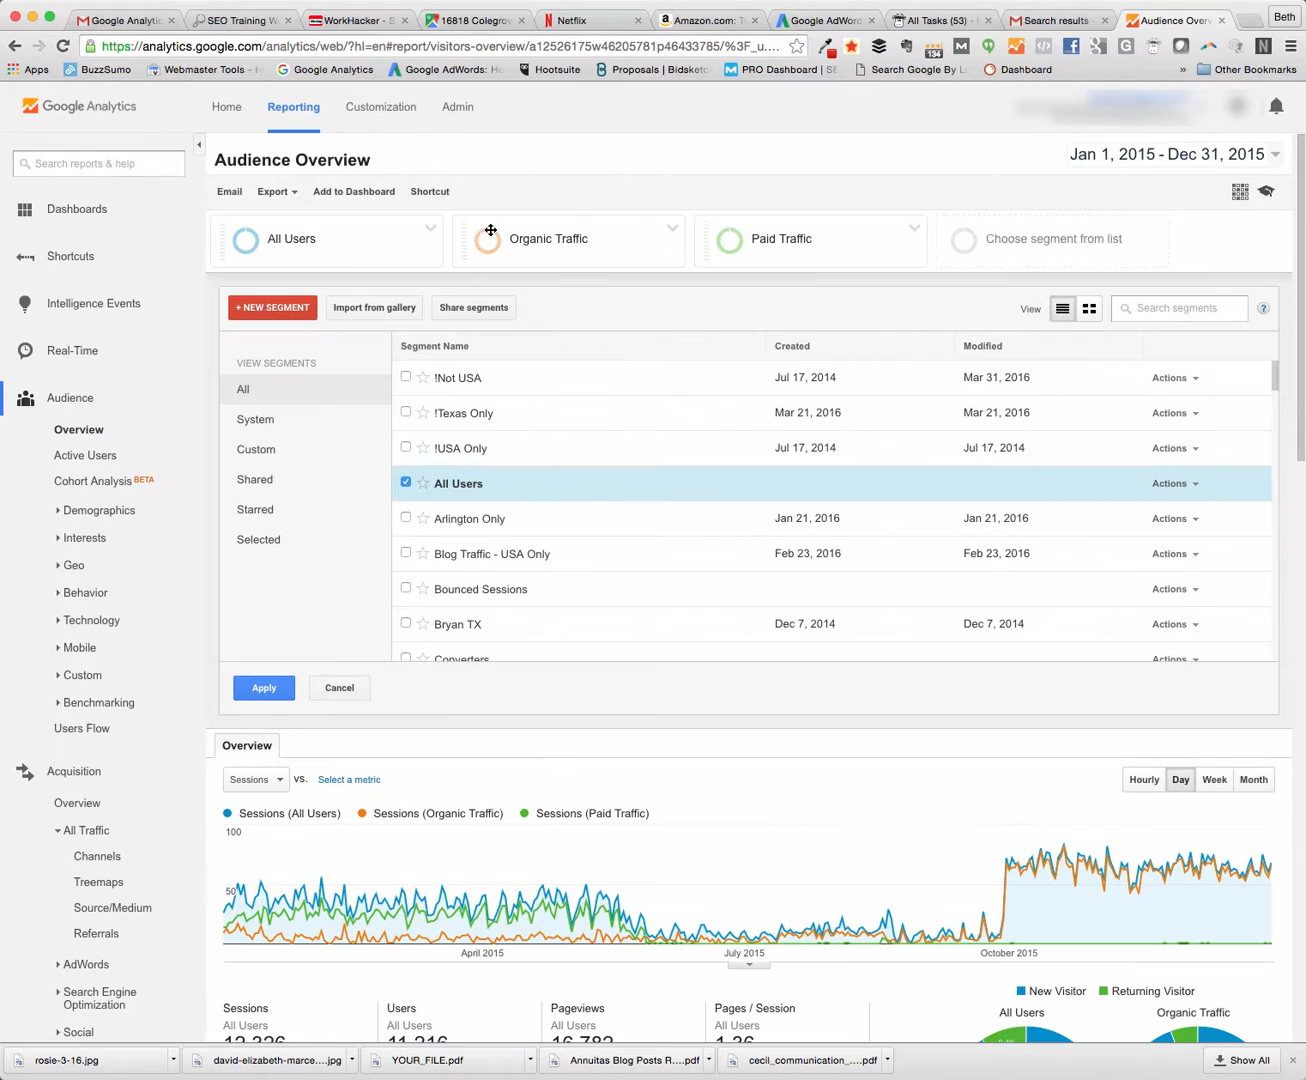 Google Analytic
SEO Training W
WorkHacker - S
16818 Colegrov
Netflix
Amazon.com: T
Google AdWord
All Tasks (53) -
Search results
Audience Over
Beth
https://analytics.google.com/analytics/web/?hl=en#report/visitors-overview/a12526175w46205781p46433785/%3F_u....
134
Apps
BuzzSumo
Webmaster Tools -
Google Analytics
Google AdWords: Ho
Hootsuite
Proposals | Bidsketc
PRO Dashboard | SE
Search Google By L
Dashboard
»
Other Bookmarks
Google Analytics
Home
Reporting
Customization
Admin
Search reports & help
Audience Overview
Jan 1, 2015 - Dec 31, 2015
Email
Export
Add to Dashboard
Shortcut
All Users
Organic Traffic
Paid Traffic
Choose segment from list
+ NEW SEGMENT
Import from gallery
Share segments
View
Search segments
?
VIEW SEGMENTS
All
System
Custom
Shared
Starred
Selected
Segment Name
Created
Modified
!Not USA
Jul 17, 2014
Mar 31, 2016
Actions
!Texas Only
Mar 21, 2016
Mar 21, 2016
Actions
!USA Only
Jul 17, 2014
Jul 17, 2014
Actions
All Users
Actions
Arlington Only
Jan 21, 2016
Jan 21, 2016
Actions
Blog Traffic - USA Only
Feb 23, 2016
Feb 23, 2016
Actions
Bounced Sessions
Actions
Bryan TX
Dec 7, 2014
Dec 7, 2014
Actions
Converters
Actions
Apply
Cancel
Dashboards
Shortcuts
Intelligence Events
Real-Time
Audience
Overview
Active Users
Cohort Analysis BETA
Demographics
Interests
Geo
Behavior
Technology
Mobile
Custom
Benchmarking
Users Flow
Acquisition
Overview
All Traffic
Channels
Treemaps
Source/Medium
Referrals
AdWords
Search Engine
Optimization
Social
Overview
Sessions
VS.
Select a metric
Hourly
Day
Week
Month
Sessions (All Users)
Sessions (Organic Traffic)
Sessions (Paid Traffic)
100
50
April 2015
July 2015
October 2015
New Visitor
Returning Visitor
Sessions
All Users
12,326
Users
All Users
11,216
Pageviews
All Users
16,782
Pages / Session
All Users
1.36
All Users
Organic Traffic
rosie-3-16.jpg
david-elizabeth-marce....jpg
YOUR_FILE.pdf
Annuitas Blog Posts R....pdf
cecil_communication_....pdf
Show All